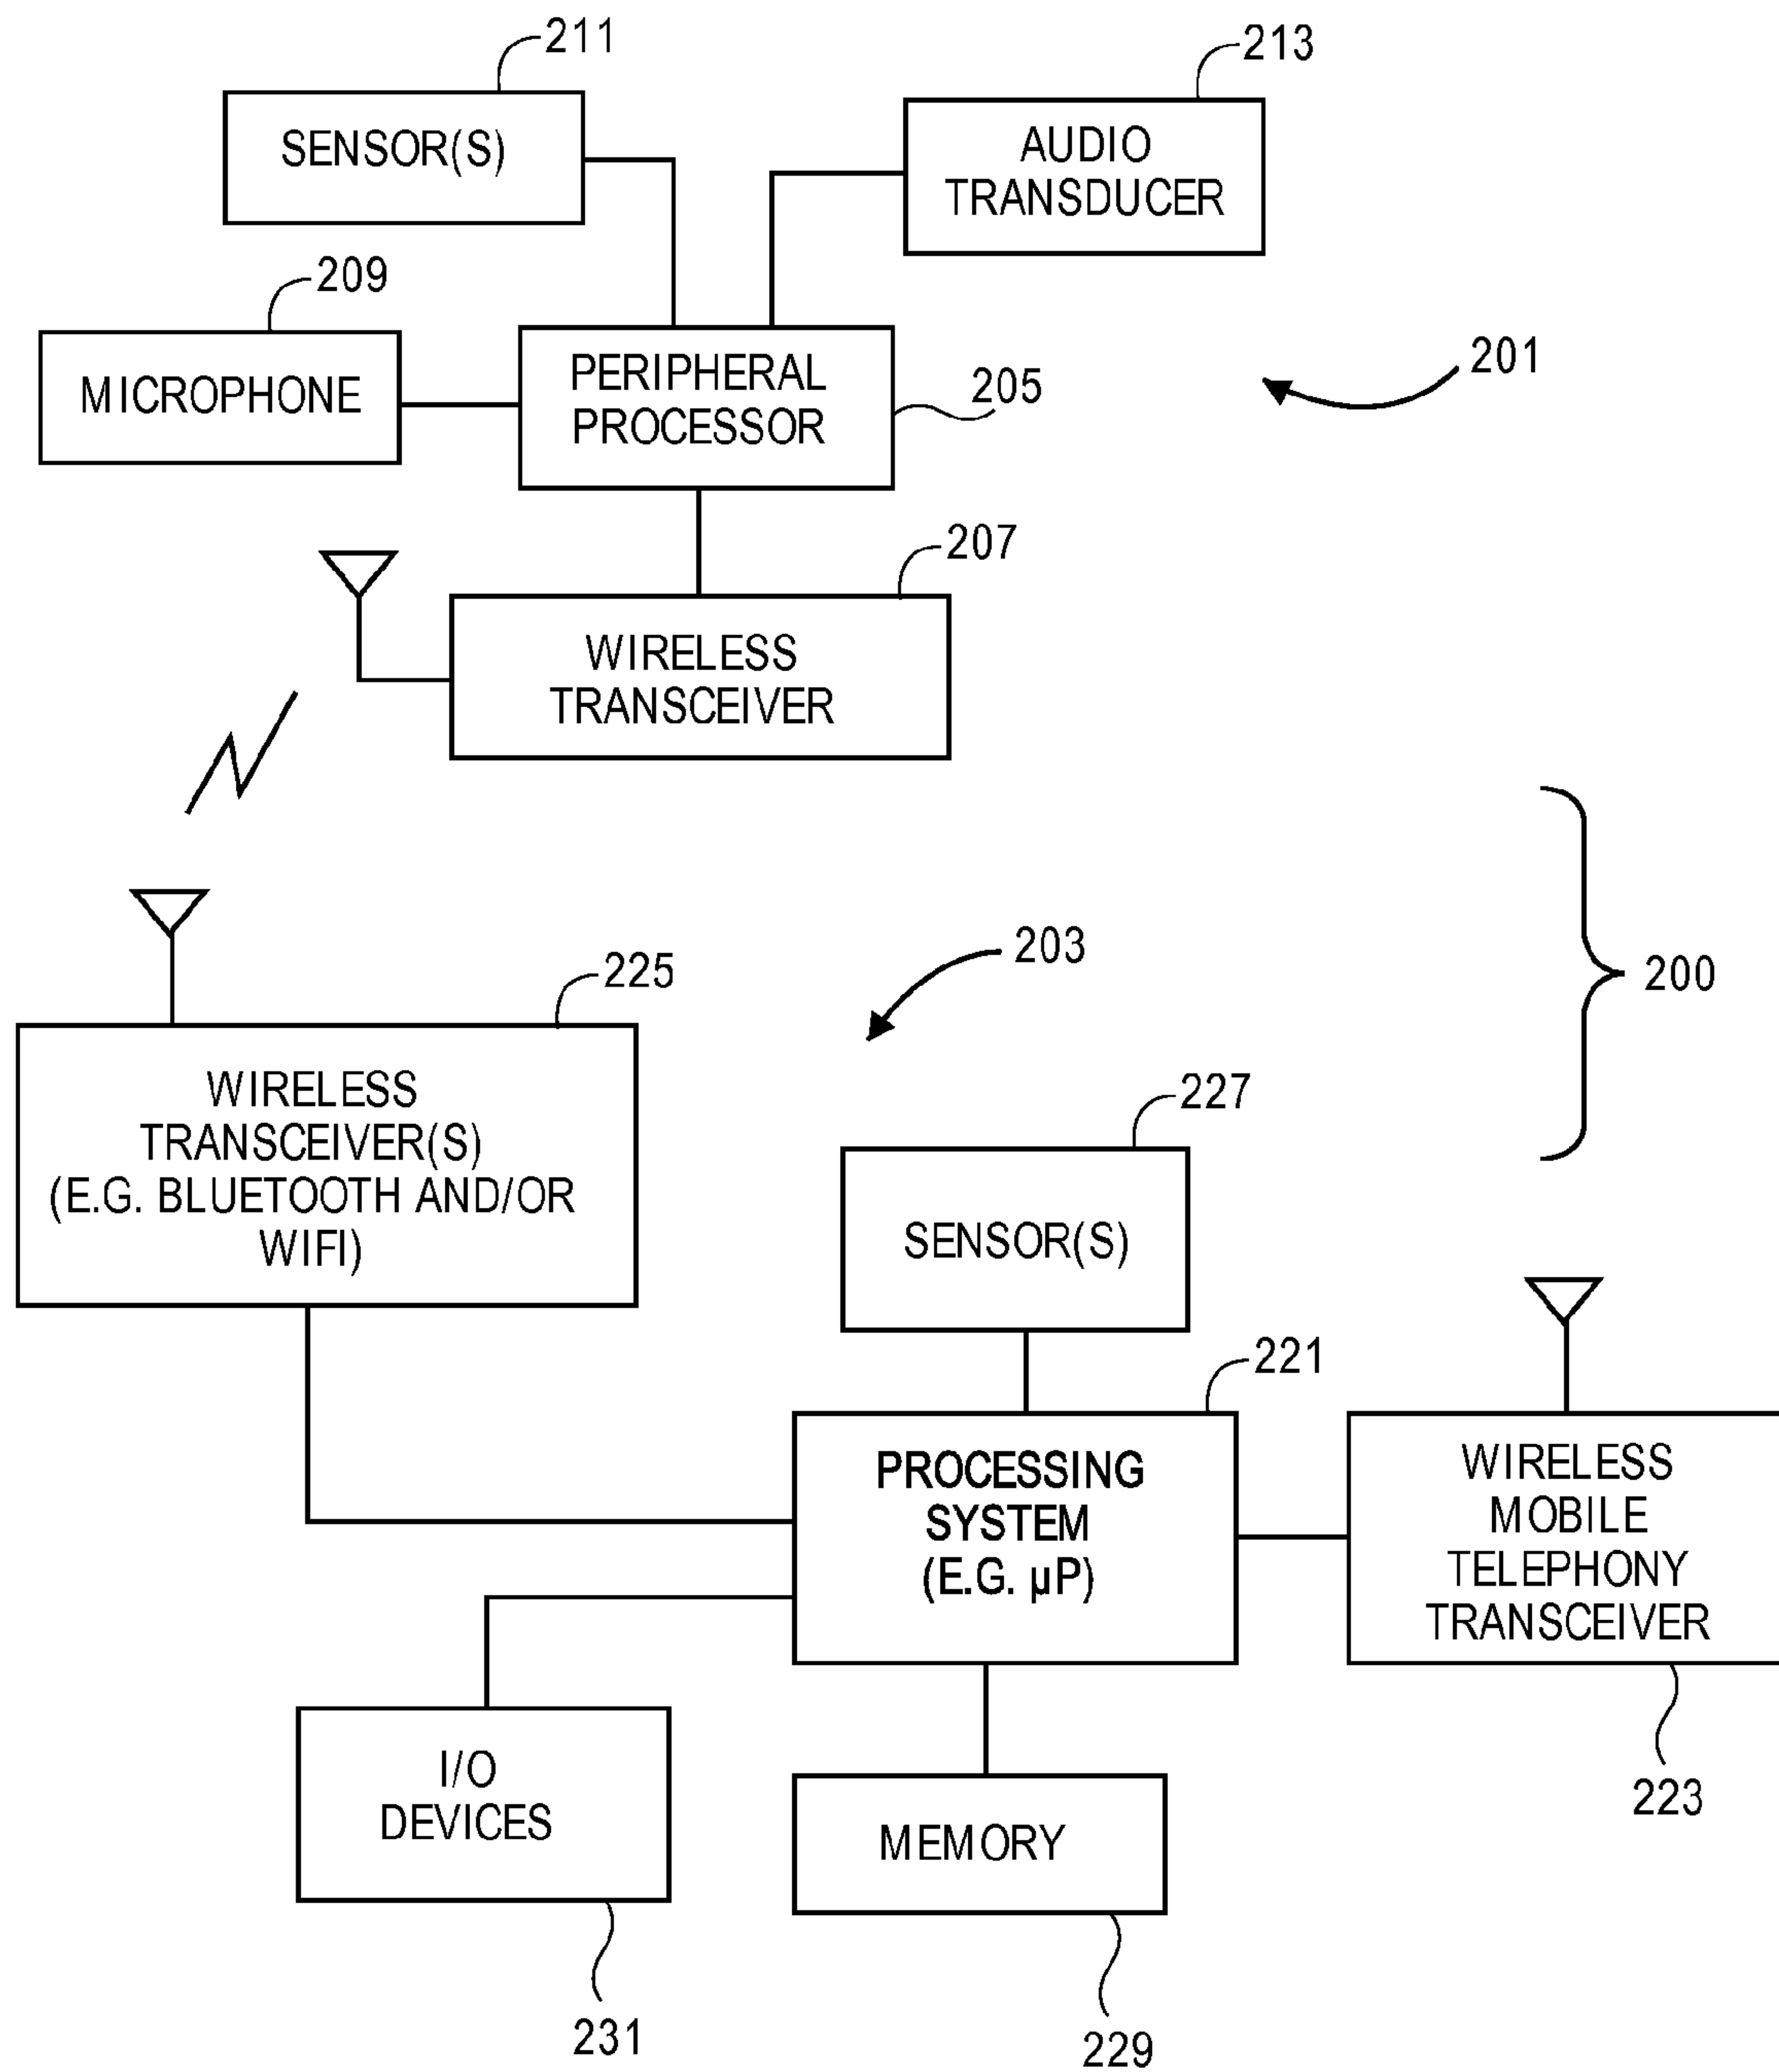 211
213
SENSOR(S)
AUDIO
TRANSDUCER
209
MICROPHONE
PERIPHERAL
PROCESSOR
205
201
207
WIRELESS
TRANSCEIVER
203
200
225
WIRELESS
TRANSCEIVER(S)
(E.G. BLUETOOTH AND/OR
WIFI)
227
SENSOR(S)
221
PROCESSING
SYSTEM
(E.G. µP)
WIRELESS
MOBILE
TELEPHONY
TRANSCEIVER
223
I/O
DEVICES
MEMORY
231
229